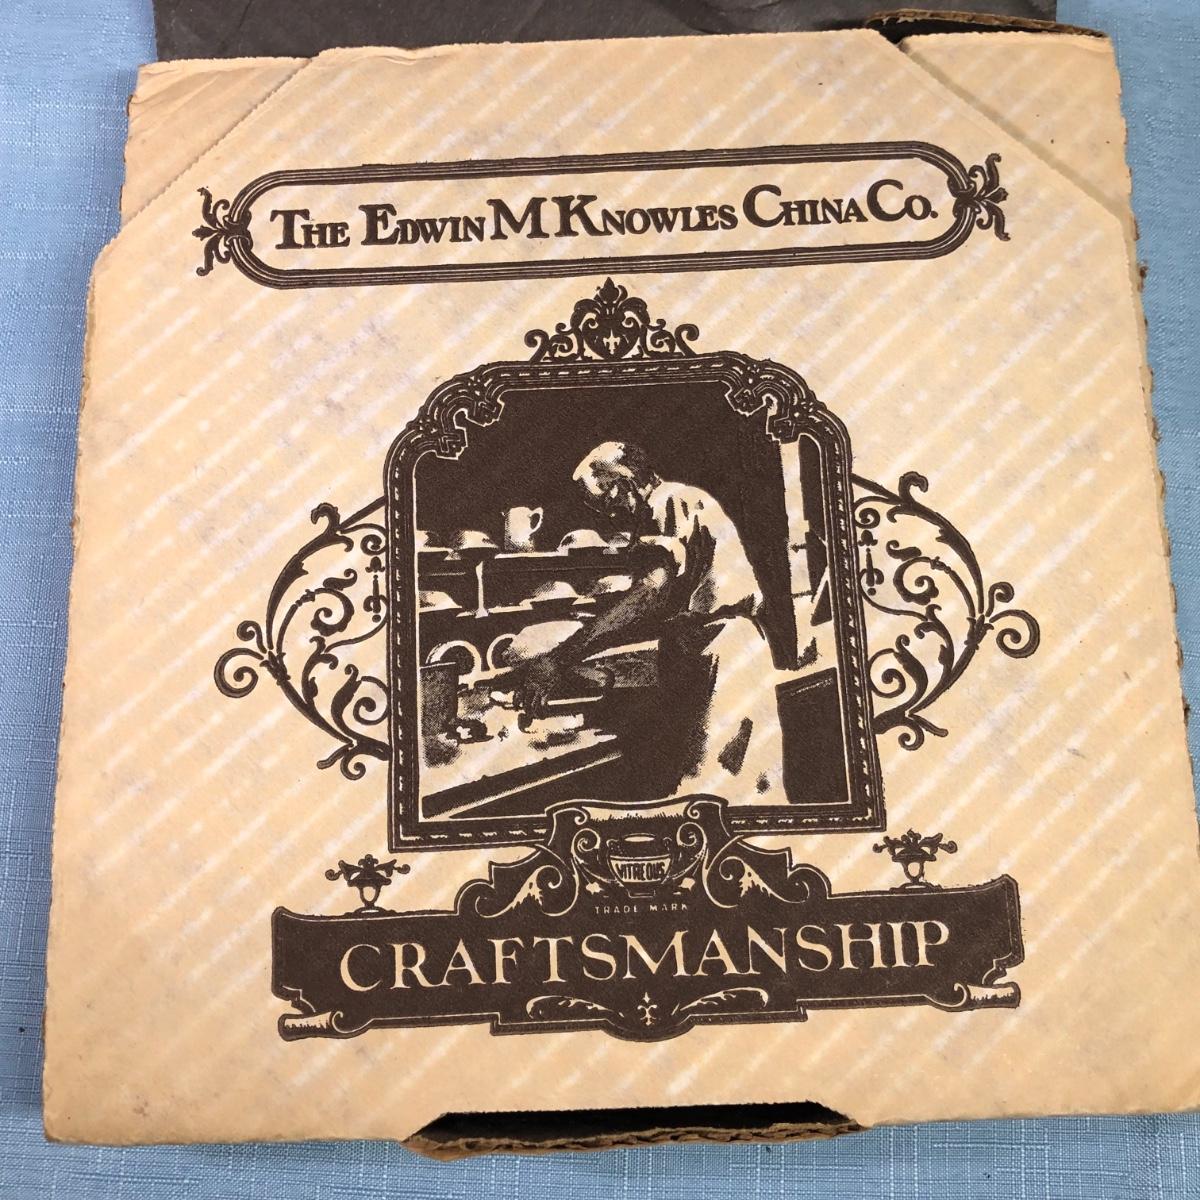 THE EDWIN M KNOWLES CHINA CO.
VITREOUS
TRADE MARK
CRAFTSMANSHIP